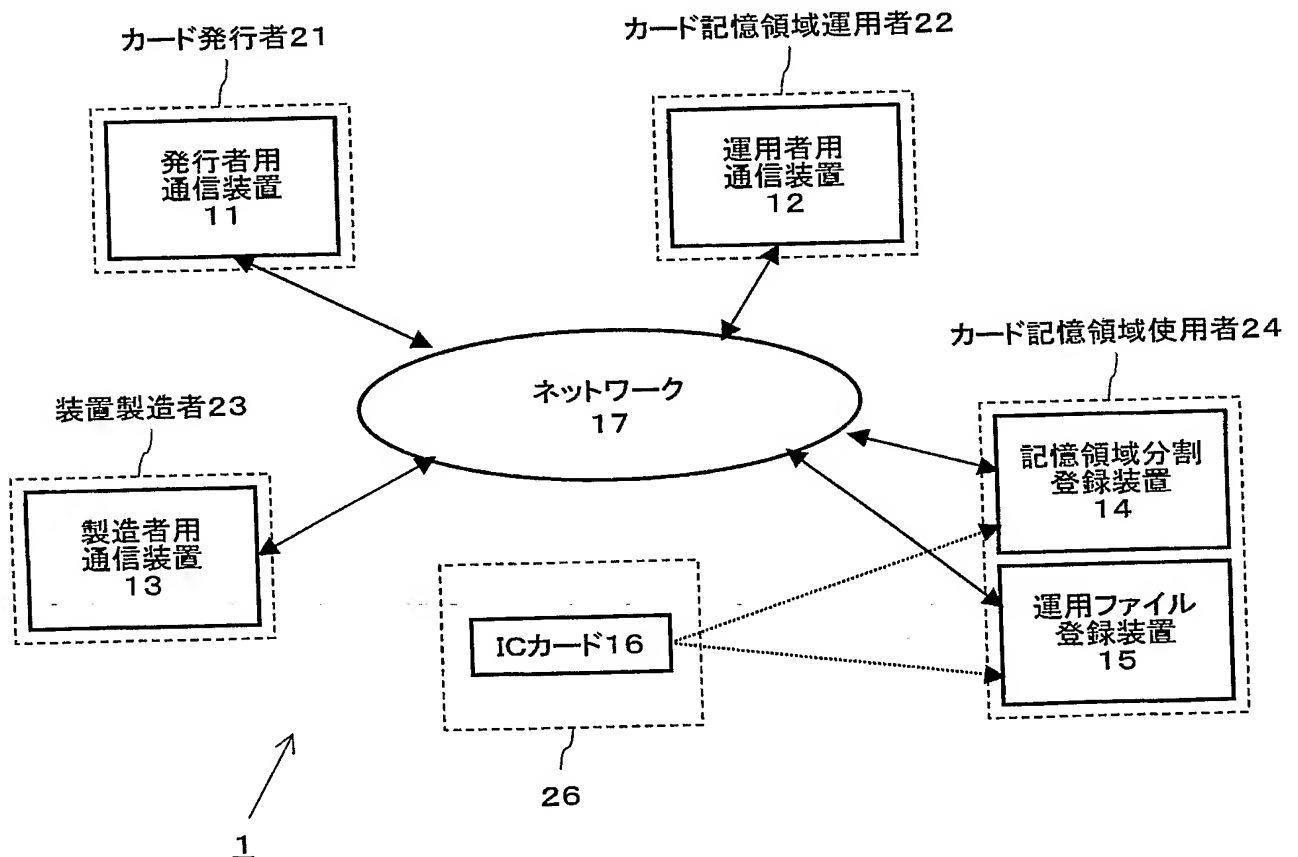 カード発行者21
発行者用
通信装置
11
カード記憶領域運用者22
運用者用
通信装置
12
ネットワーク
17
装置製造者23
製造者用
通信装置
13
カード記憶領域使用者24
記憶領域分割
登録装置
14
運用ファイル
登録装置
15
ICカード16
26
1